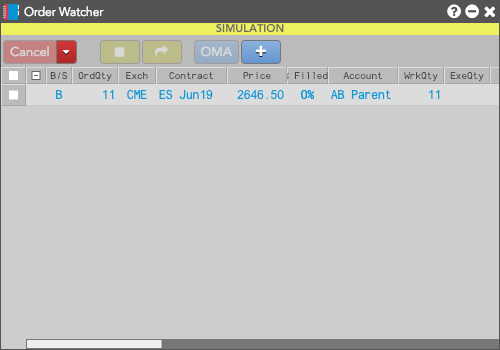 Order Watcher
SIMULATION
Cancel OMA +
B/S OrdQty Exch Contract Price % Filled Account WrkQty ExeQty
B 11 CME ES Jun19 2646.50 0% AB Parent 11